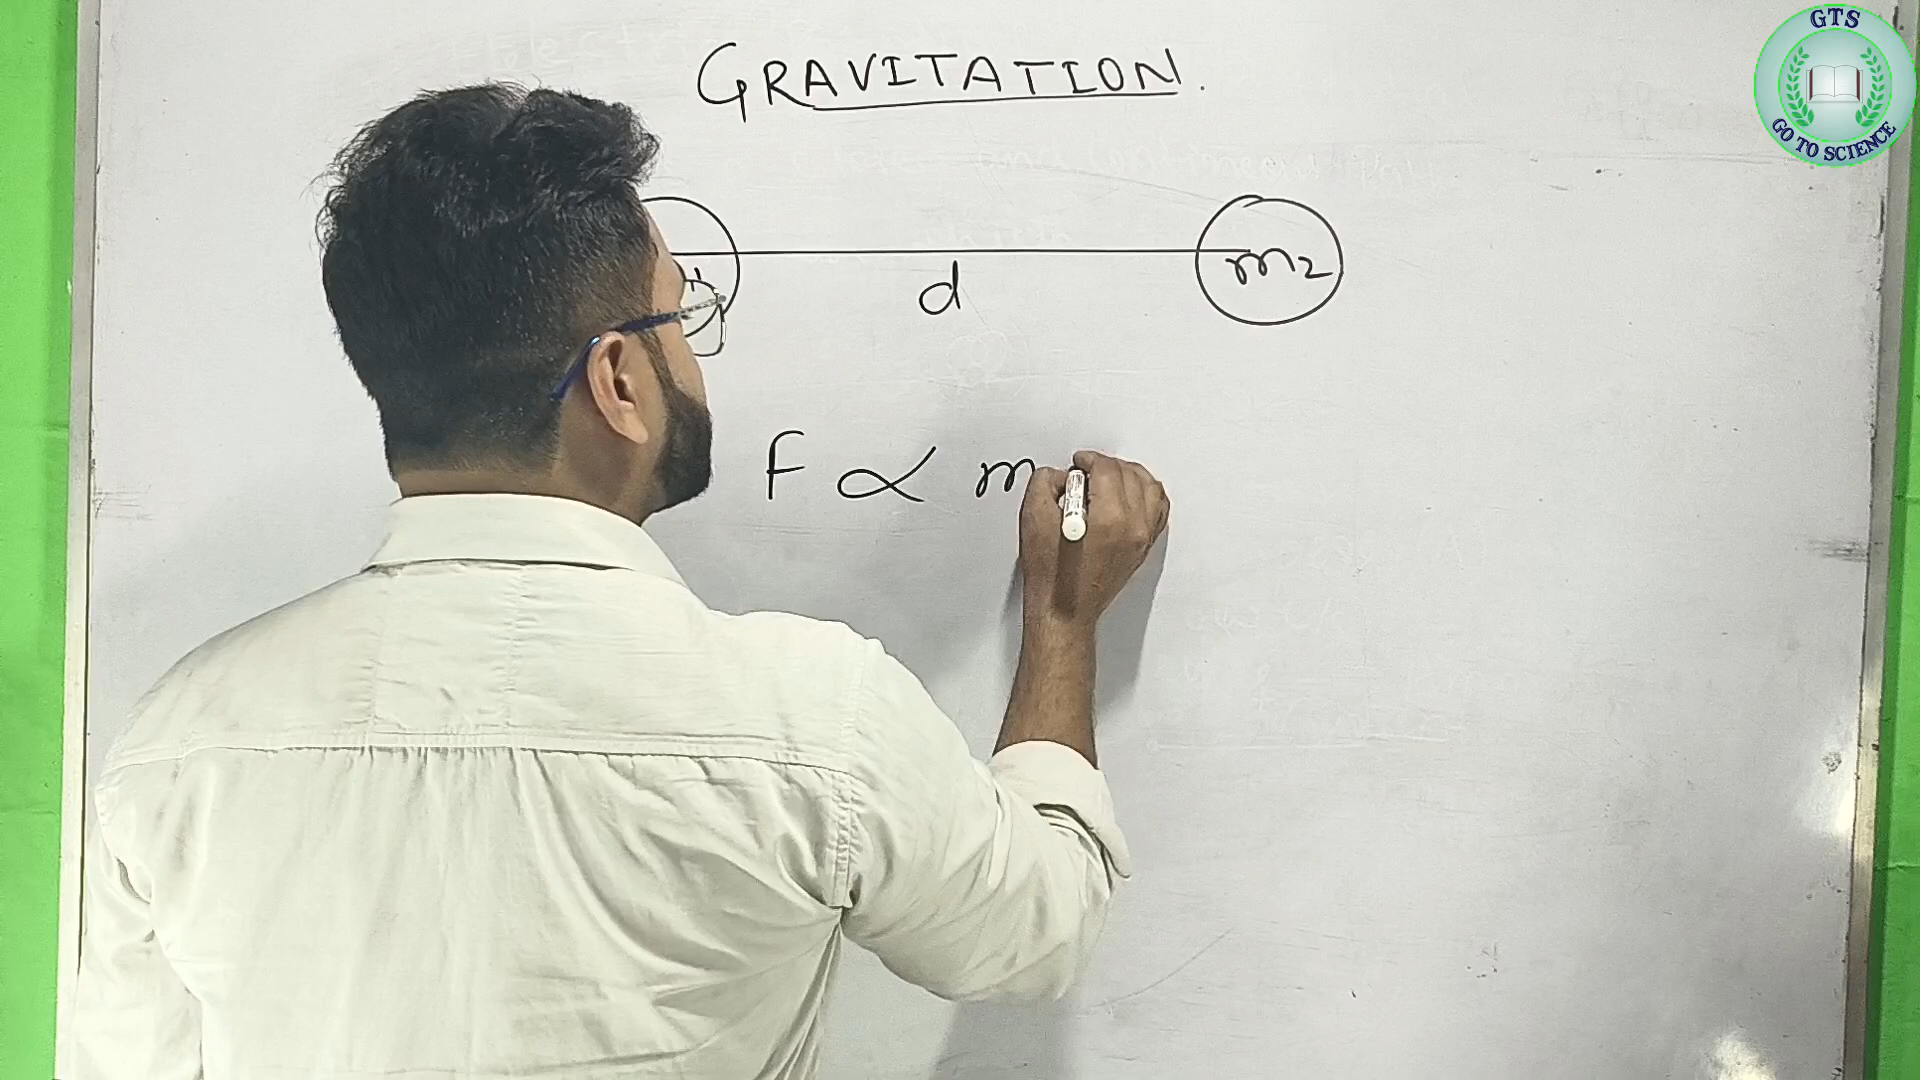 GRAVITATION.
d
m2
F ∝ m
GTS
GO TO SCIENCE